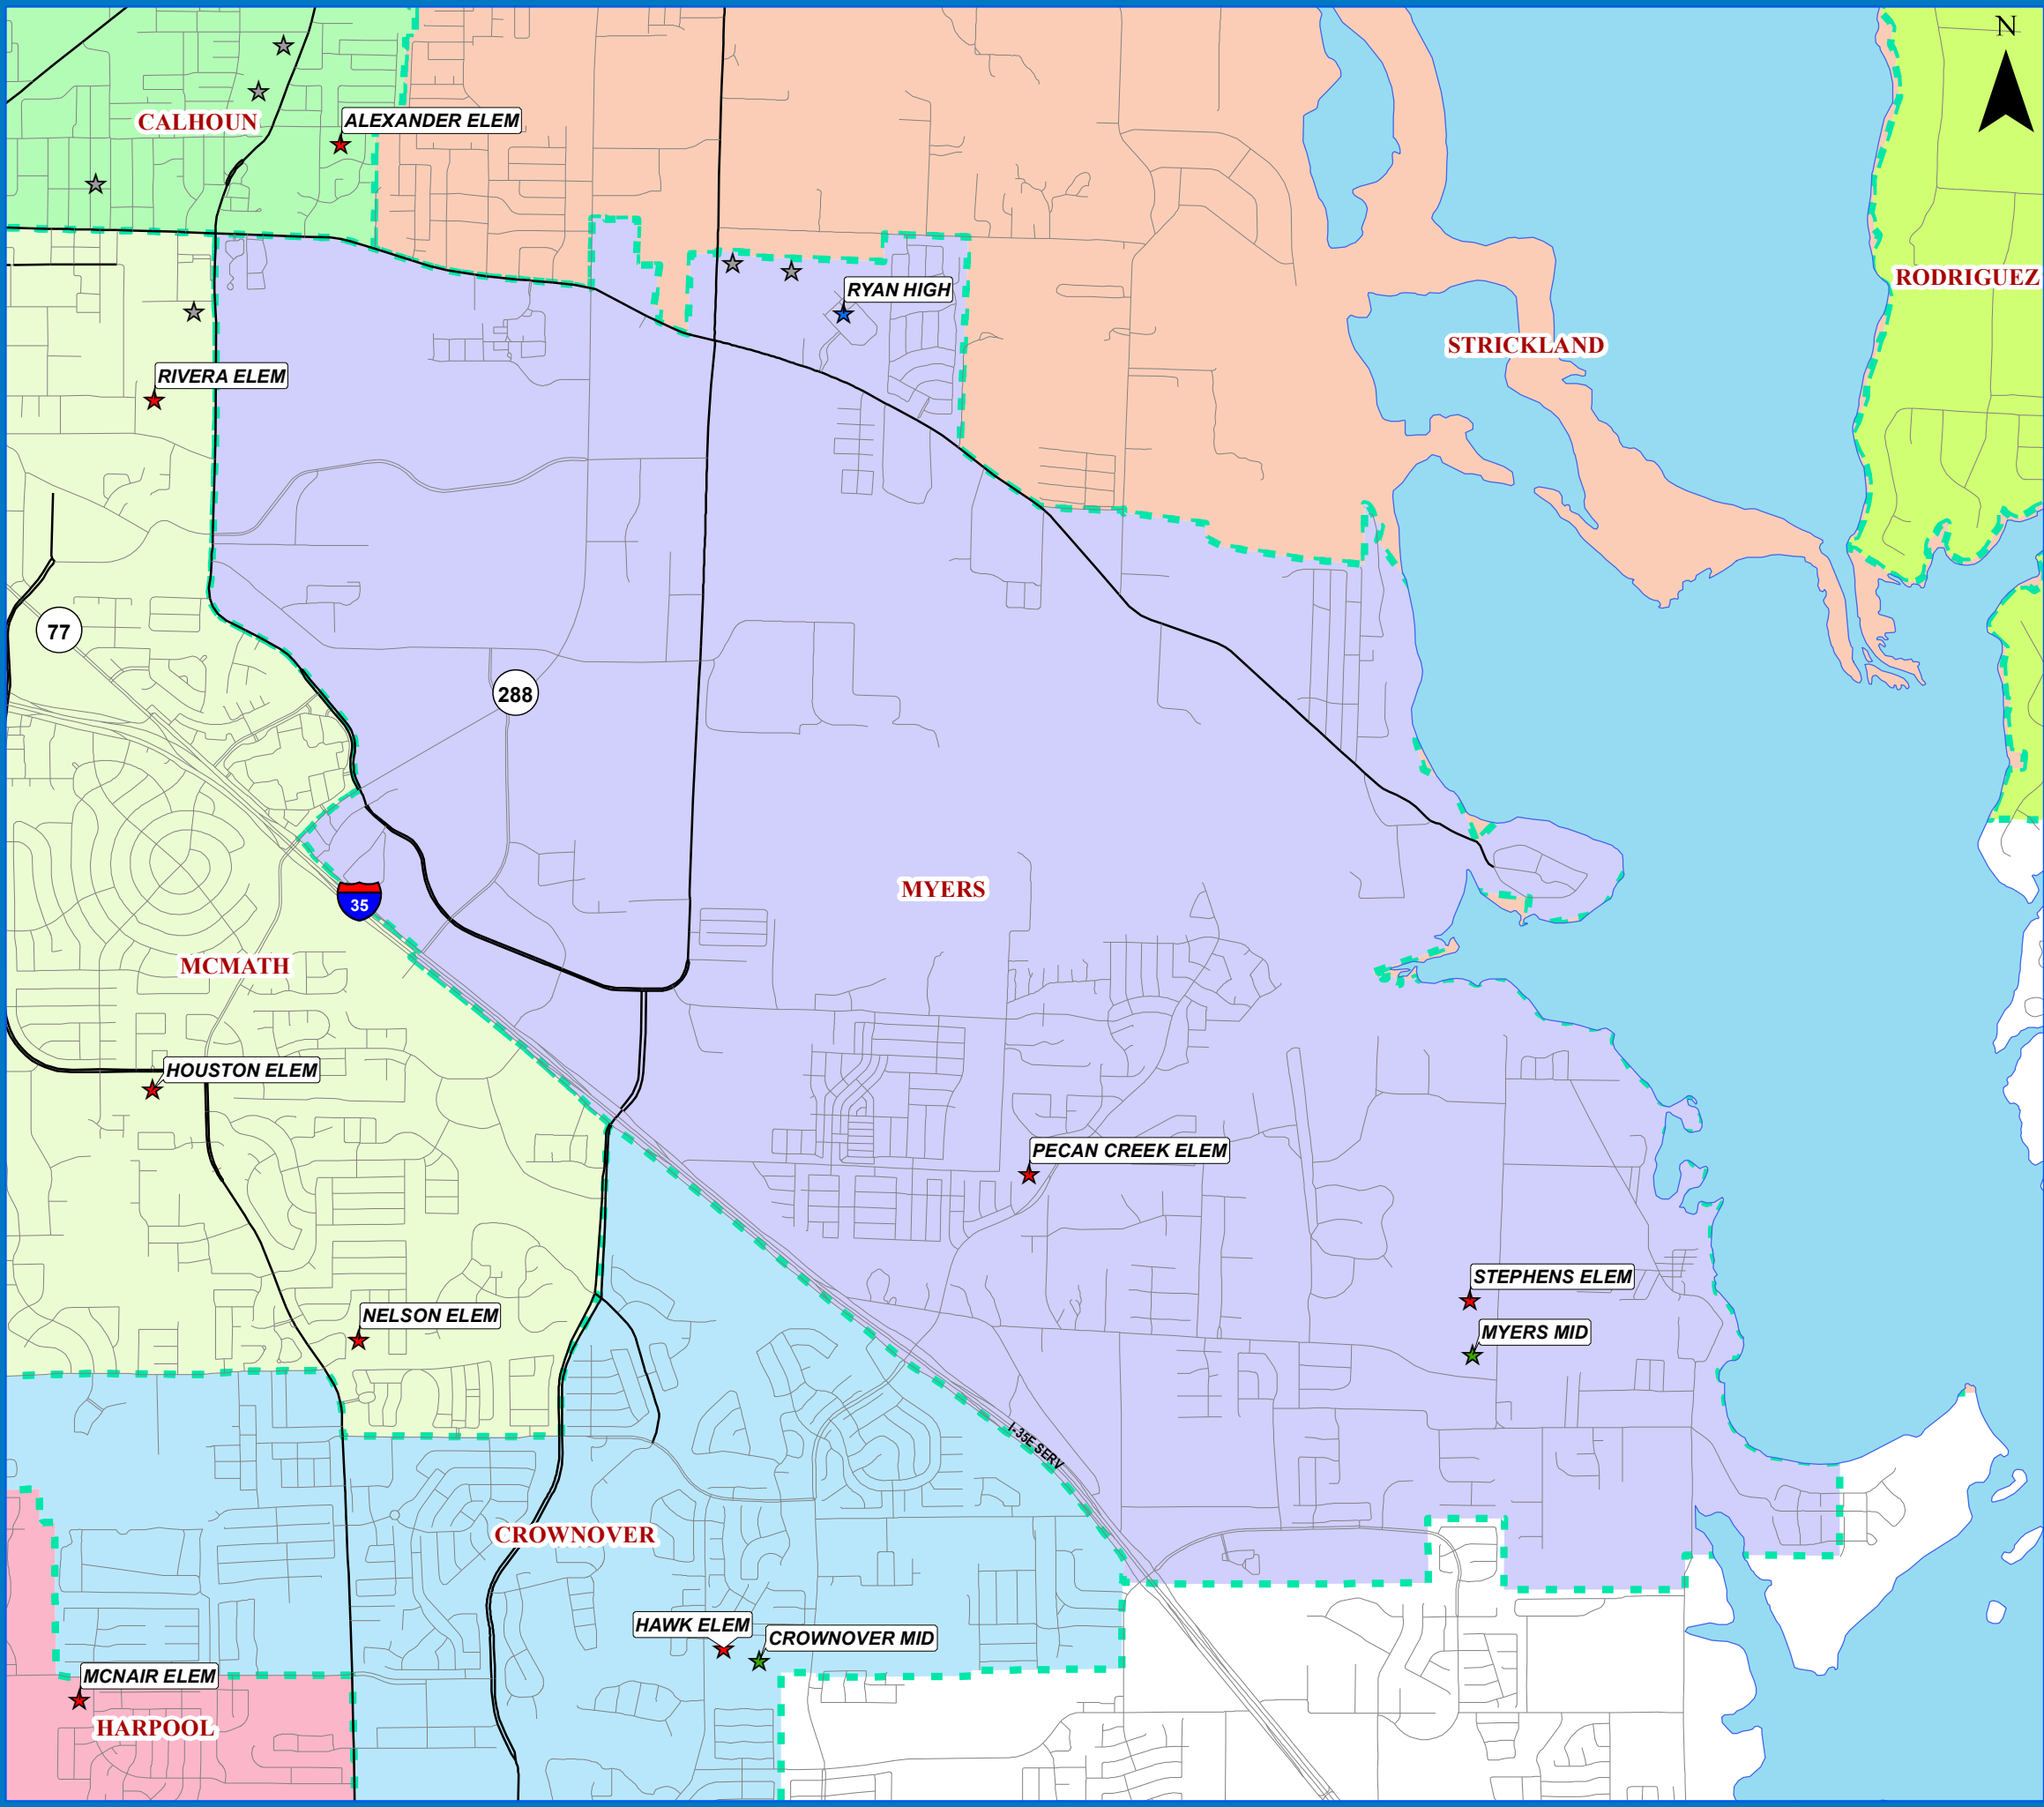 N
CALHOUN
ALEXANDER ELEM
RODRIGUEZ
RYAN HIGH
STRICKLAND
RIVERA ELEM
77
288
MYERS
35
MCMATH
HOUSTON ELEM
PECAN CREEK ELEM
STEPHENS ELEM
NELSON ELEM
MYERS MID
I-35E SERV
CROWNOVER
HAWK ELEM
CROWNOVER MID
MCNAIR ELEM
HARPOOL